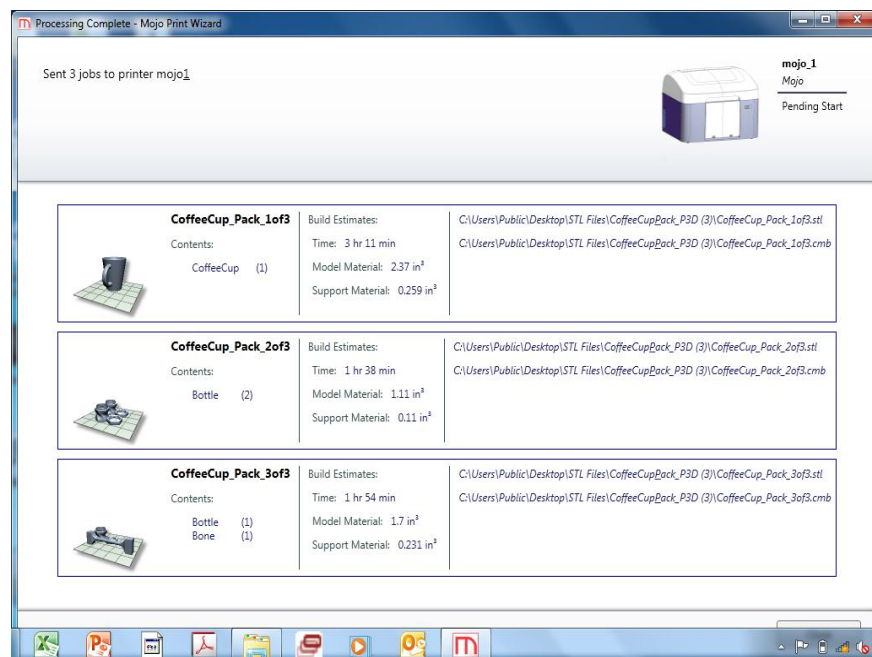 Processing Complete - Mojo Print Wizard
Sent 3 jobs to printer mojo1
mojo_1
Mojo
Pending Start
CoffeeCup_Pack_1of3
Contents:
CoffeeCup (1)
Build Estimates:
Time: 3 hr 11 min
Model Material: 2.37 in³
Support Material: 0.259 in³
C:\Users\Public\Desktop\STL Files\CoffeeCupPack_P3D (3)\CoffeeCup_Pack_1of3.stl
C:\Users\Public\Desktop\STL Files\CoffeeCupPack_P3D (3)\CoffeeCup_Pack_1of3.cmb
CoffeeCup_Pack_2of3
Contents:
Bottle (2)
Build Estimates:
Time: 1 hr 38 min
Model Material: 1.11 in³
Support Material: 0.11 in³
C:\Users\Public\Desktop\STL Files\CoffeeCupPack_P3D (3)\CoffeeCup_Pack_2of3.stl
C:\Users\Public\Desktop\STL Files\CoffeeCupPack_P3D (3)\CoffeeCup_Pack_2of3.cmb
CoffeeCup_Pack_3of3
Contents:
Bottle (1)
Bone (1)
Build Estimates:
Time: 1 hr 54 min
Model Material: 1.7 in³
Support Material: 0.231 in³
C:\Users\Public\Desktop\STL Files\CoffeeCupPack_P3D (3)\CoffeeCup_Pack_3of3.stl
C:\Users\Public\Desktop\STL Files\CoffeeCupPack_P3D (3)\CoffeeCup_Pack_3of3.cmb